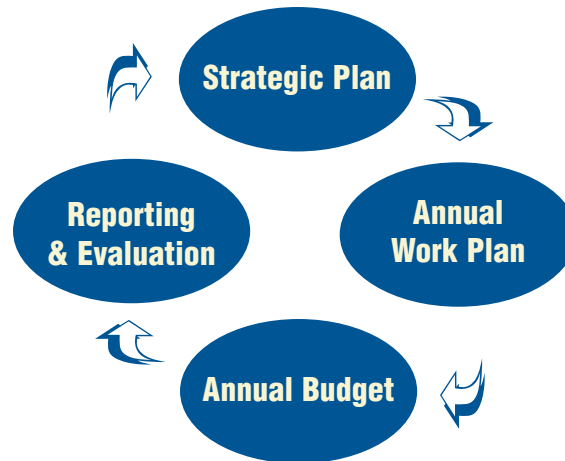 Strategic Plan
Annual
Work Plan
Annual Budget
Reporting
& Evaluation